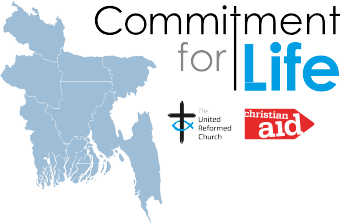 Commitment
for Life
The
United
Reformed
Church
christian
aid